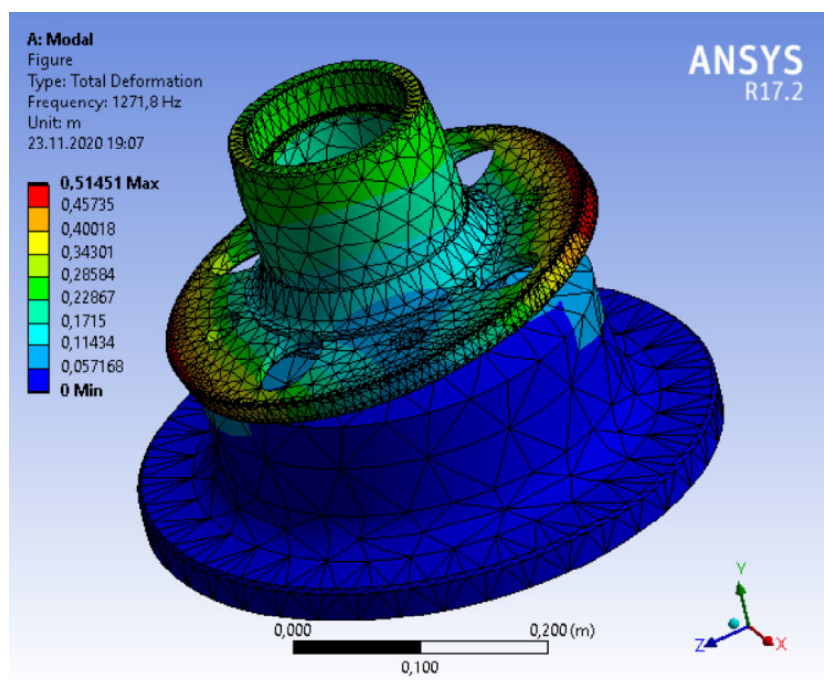 A: Modal
Figure
Type: Total Deformation
Frequency: 1271,8 Hz
Unit: m
23.11.2020 19:07
0,51451 Max
0,45735
0,40018
0,34301
0,28584
0,22867
0,1715
0,11434
0,057168
0 Min
ANSYS
R17.2
0,000
0,200 (m)
0,100
Y
Z
X